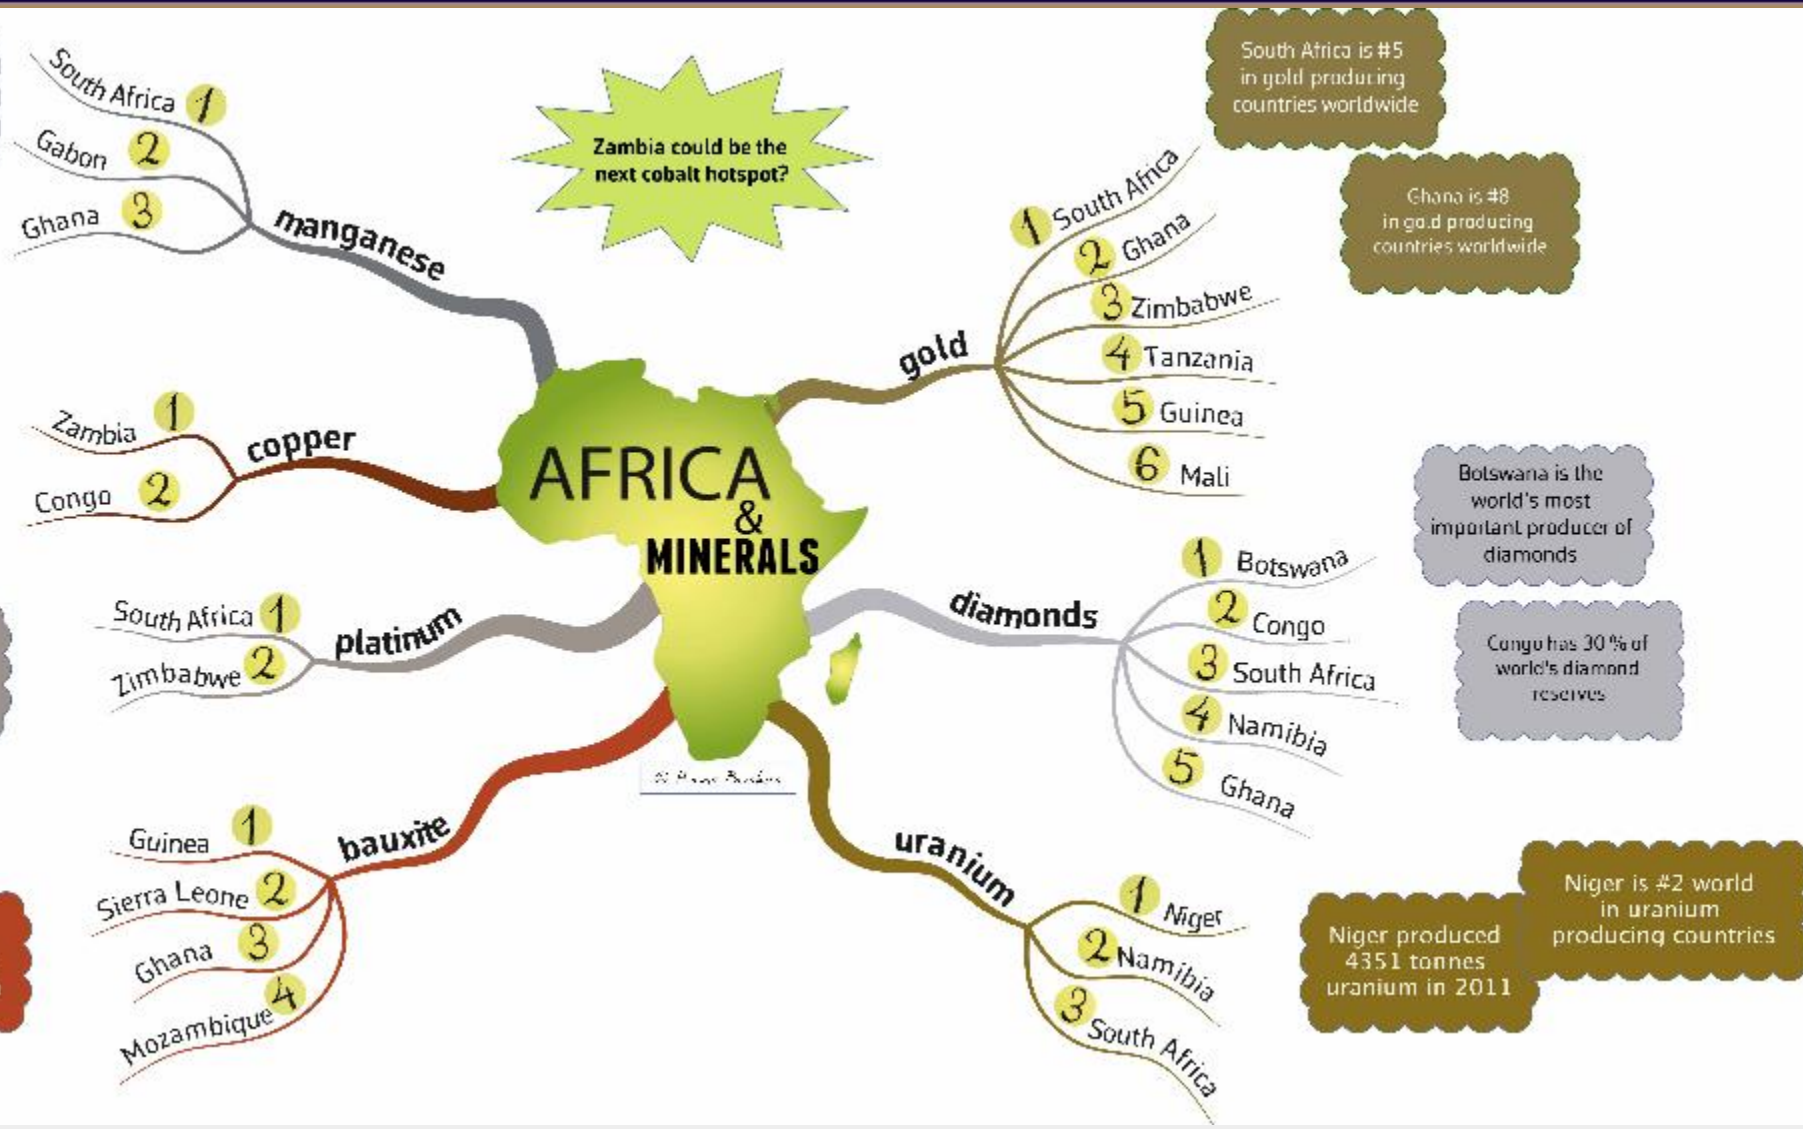 South Africa 1
Gabon 2
Ghana 3
manganese
Zambia could be the
next cobalt hotspot?
South Africa is #5
in gold producing
countries worldwide
Ghana is #8
in gold producing
countries worldwide
gold
1 South Africa
2 Ghana
3 Zimbabwe
4 Tanzania
5 Guinea
6 Mali
Zambia 1
Congo 2
copper
AFRICA
&
MINERALS
South Africa 1
Zimbabwe 2
platinum
diamonds
1 Botswana
2 Congo
3 South Africa
4 Namibia
5 Ghana
Botswana is the
world's most
important producer of
diamonds
Congo has 30 % of
world's diamond
reserves
Guinea 1
Sierra Leone 2
Ghana 3
Mozambique 4
bauxite
uranium
1 Niger
2 Namibia
3 South Africa
Niger produced
4351 tonnes
uranium in 2011
Niger is #2 world
in uranium
producing countries